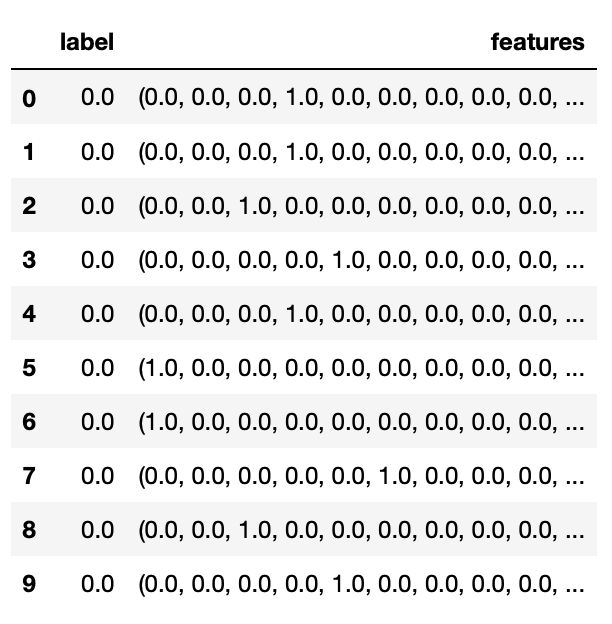 label features
0 0.0 (0.0, 0.0, 0.0, 1.0, 0.0, 0.0, 0.0, 0.0, 0.0, ...
1 0.0 (0.0, 0.0, 0.0, 1.0, 0.0, 0.0, 0.0, 0.0, 0.0, ...
2 0.0 (0.0, 0.0, 1.0, 0.0, 0.0, 0.0, 0.0, 0.0, 0.0, ...
3 0.0 (0.0, 0.0, 0.0, 0.0, 1.0, 0.0, 0.0, 0.0, 0.0, ...
4 0.0 (0.0, 0.0, 0.0, 1.0, 0.0, 0.0, 0.0, 0.0, 0.0, ...
5 0.0 (1.0, 0.0, 0.0, 0.0, 0.0, 0.0, 0.0, 0.0, 0.0, ...
6 0.0 (1.0, 0.0, 0.0, 0.0, 0.0, 0.0, 0.0, 0.0, 0.0, ...
7 0.0 (0.0, 0.0, 0.0, 0.0, 0.0, 1.0, 0.0, 0.0, 0.0, ...
8 0.0 (0.0, 0.0, 1.0, 0.0, 0.0, 0.0, 0.0, 0.0, 0.0, ...
9 0.0 (0.0, 0.0, 0.0, 0.0, 1.0, 0.0, 0.0, 0.0, 0.0, ...